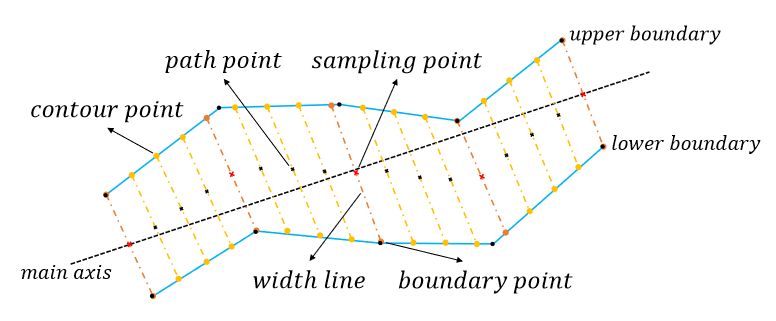 upper boundary
path point
sampling point
contour point
lower boundary
main axis
width line
boundary point